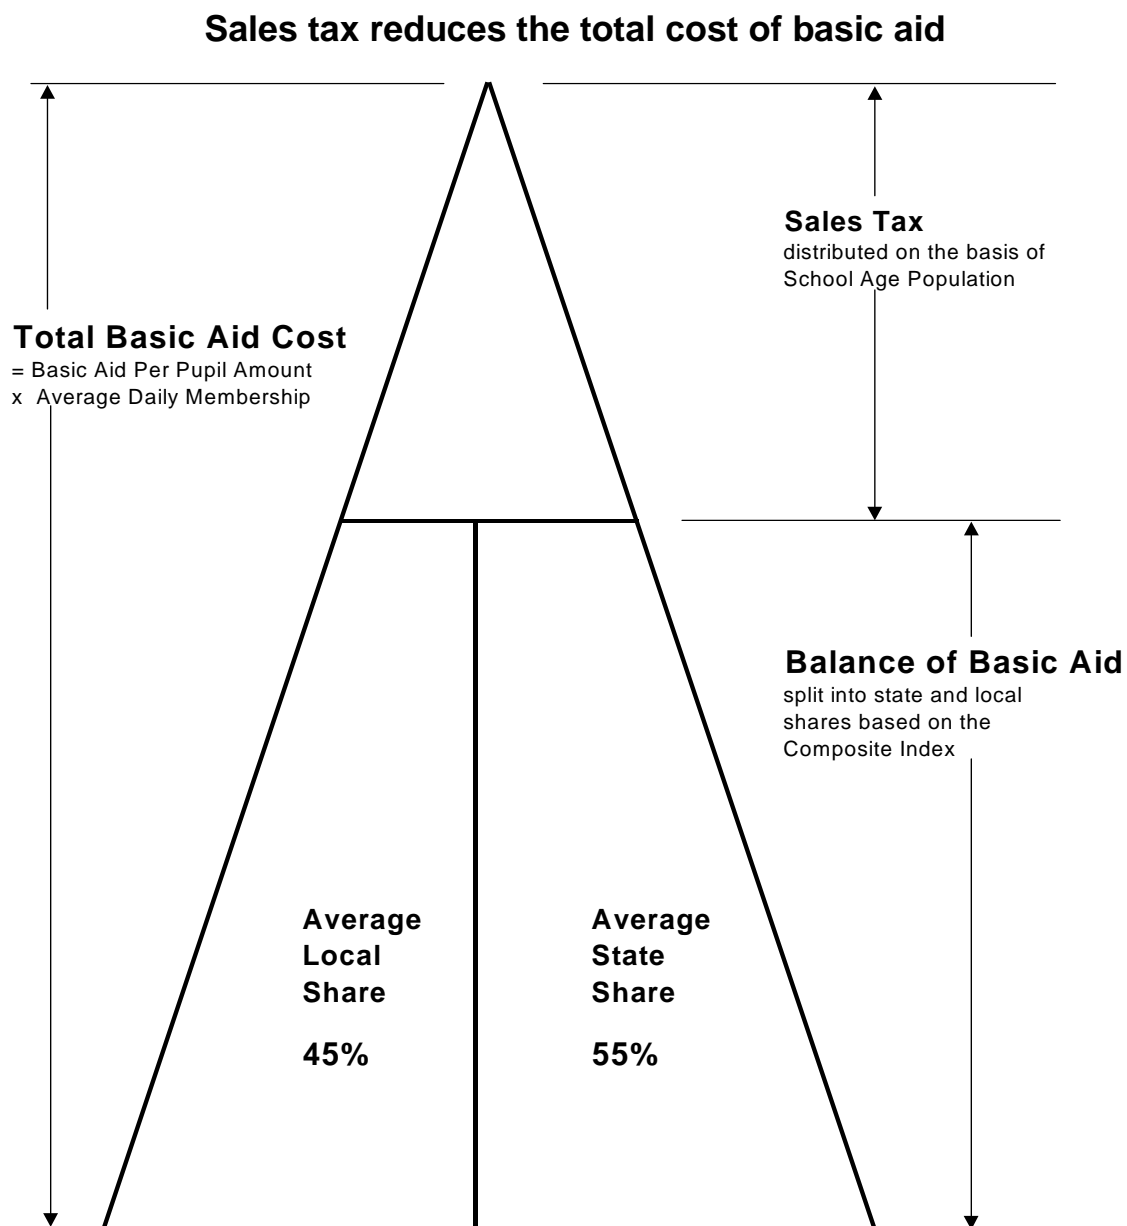 Sales tax reduces the total cost of basic aid
Sales Tax
distributed on the basis of
School Age Population
Total Basic Aid Cost
= Basic Aid Per Pupil Amount
x Average Daily Membership
Balance of Basic Aid
split into state and local
shares based on the
Composite Index
Average
Local
Share
45%
Average
State
Share
55%